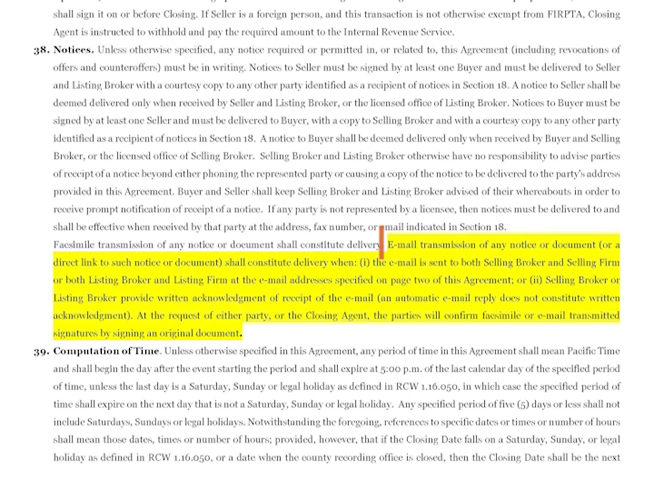 shall sign it on or before Closing. If Seller is a foreign person, and this transaction is not otherwise exempt from FIRPTA, Closing
Agent is instructed to withhold and pay the required amount to the Internal Revenue Service.
38. Notices. Unless otherwise specified, any notice required or permitted in, or related to, this Agreement (including revocations of
offers and counteroffers) must be in writing. Notices to Seller must be signed by at least one Buyer and must be delivered to Seller
and Listing Broker with a courtesy copy to any other party identified as a recipient of notices in Section 18. A notice to Seller shall be
deemed delivered only when received by Seller and Listing Broker, or the licensed office of Listing Broker. Notices to Buyer must be
signed by at least one Seller and must be delivered to Buyer, with a copy to Selling Broker and with a courtesy copy to any other party
identified as a recipient of notices in Section 18. A notice to Buyer shall be deemed delivered only when received by Buyer and Selling
Broker, or the licensed office of Selling Broker. Selling Broker and Listing Broker otherwise have no responsibility to advise parties
of receipt of a notice beyond either phoning the represented party or causing a copy of the notice to be delivered to the party's address
provided in this Agreement. Buyer and Seller shall keep Selling Broker and Listing Broker advised of their whereabouts in order to
receive prompt notification of receipt of a notice. If any party is not represented by a licensee, then notices must be delivered to and
shall be effective when received by that party at the address, fax number, or email indicated in Section 18.
Facsimile transmission of any notice or document shall constitute delivery. E-mail transmission of any notice or document (or a
direct link to such notice or document) shall constitute delivery when: (i) the e-mail is sent to both Selling Broker and Selling Firm
or both Listing Broker and Listing Firm at the e-mail addresses specified on page two of this Agreement; or (ii) Selling Broker or
Listing Broker provide written acknowledgment of receipt of the e-mail (an automatic e-mail reply does not constitute written
acknowledgment). At the request of either party, or the Closing Agent, the parties will confirm facsimile or e-mail transmitted
signatures by signing an original document.
39. Computation of Time. Unless otherwise specified in this Agreement, any period of time in this Agreement shall mean Pacific Time
and shall begin the day after the event starting the period and shall expire at 5:00 p.m. of the last calendar day of the specified period
of time, unless the last day is a Saturday, Sunday or legal holiday as defined in RCW 1.16.050, in which case the specified period of
time shall expire on the next day that is not a Saturday, Sunday or legal holiday. Any specified period of five (5) days or less shall not
include Saturdays, Sundays or legal holidays. Notwithstanding the foregoing, references to specific dates or times or number of hours
shall mean those dates, times or number of hours; provided, however, that if the Closing Date falls on a Saturday, Sunday, or legal
holiday as defined in RCW 1.16.050, or a date when the county recording office is closed, then the Closing Date shall be the next